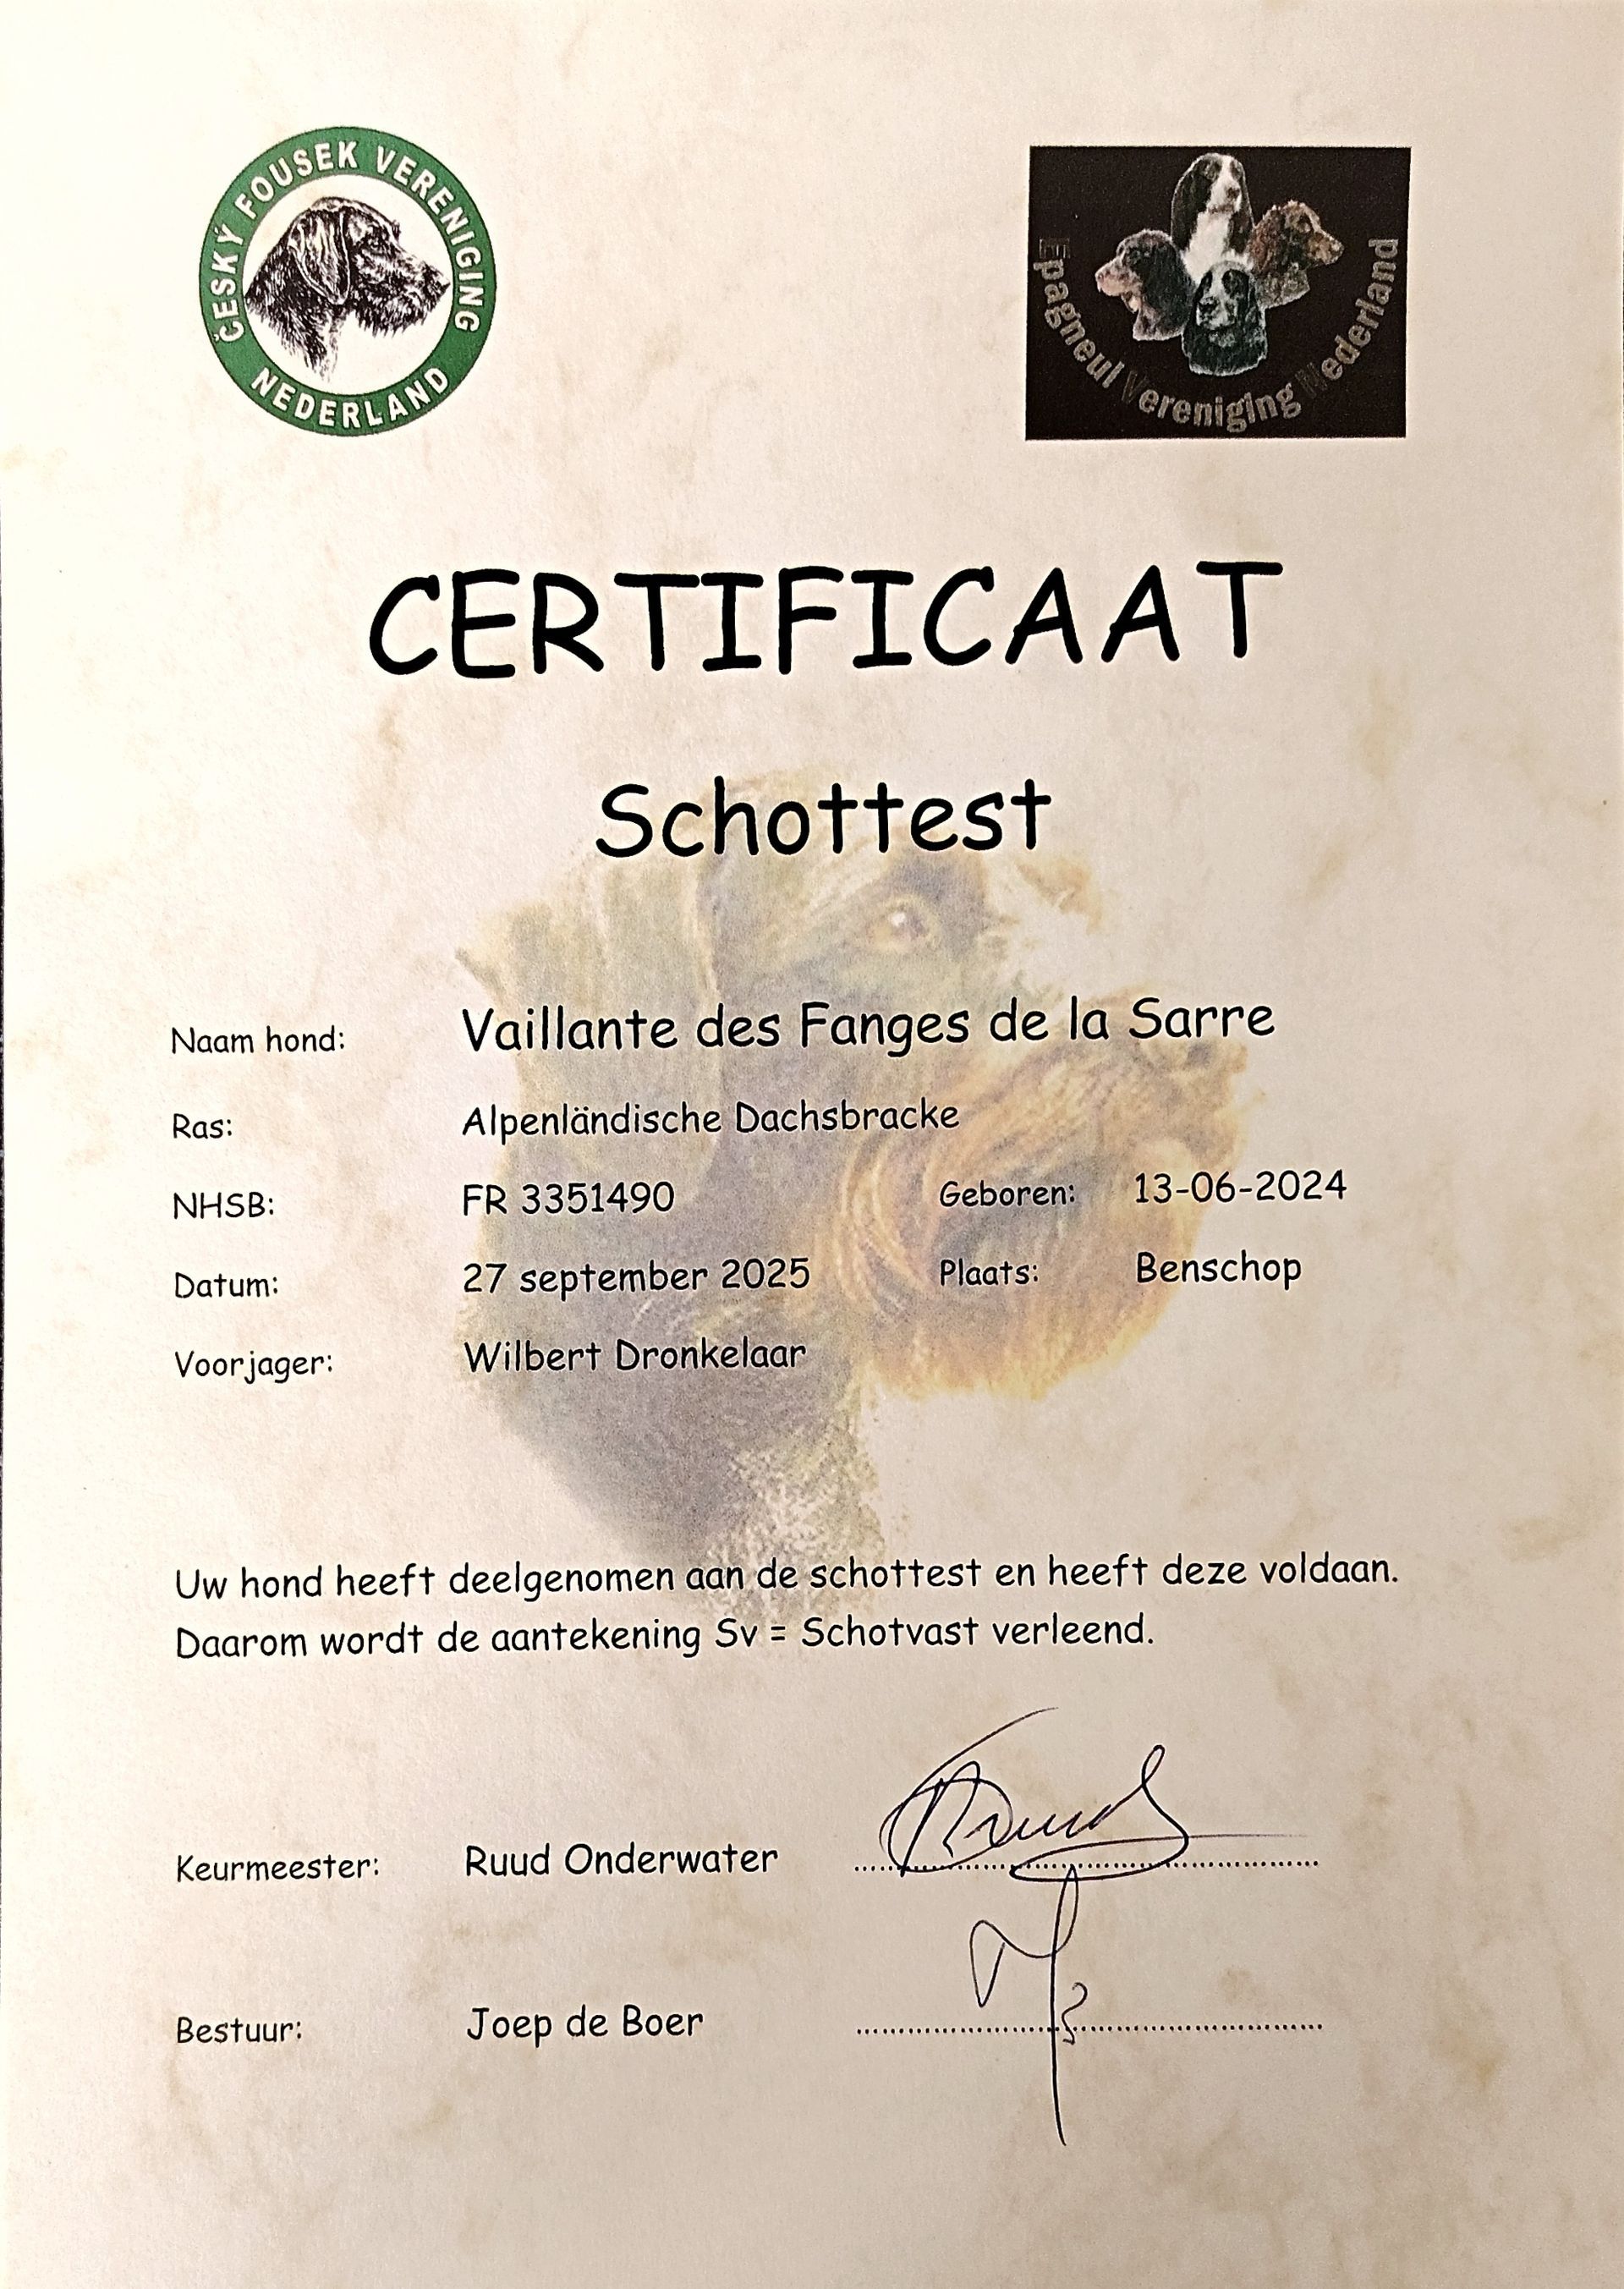 ČESKÝ FOUSEK VERENIGING
NEDERLAND
Epagneul Vereniging Nederland
CERTIFICAAT
Schottest
Naam hond: Vaillante des Fanges de la Sarre
Ras: Alpenländische Dachsbracke
NHSB: FR 3351490 Geboren: 13-06-2024
Datum: 27 september 2025 Plaats: Benschop
Voorjager: Wilbert Dronkelaar
Uw hond heeft deelgenomen aan de schottest en heeft deze voldaan.
Daarom wordt de aantekening Sv = Schotvast verleend.
Keurmeester: Ruud Onderwater
Bestuur: Joep de Boer